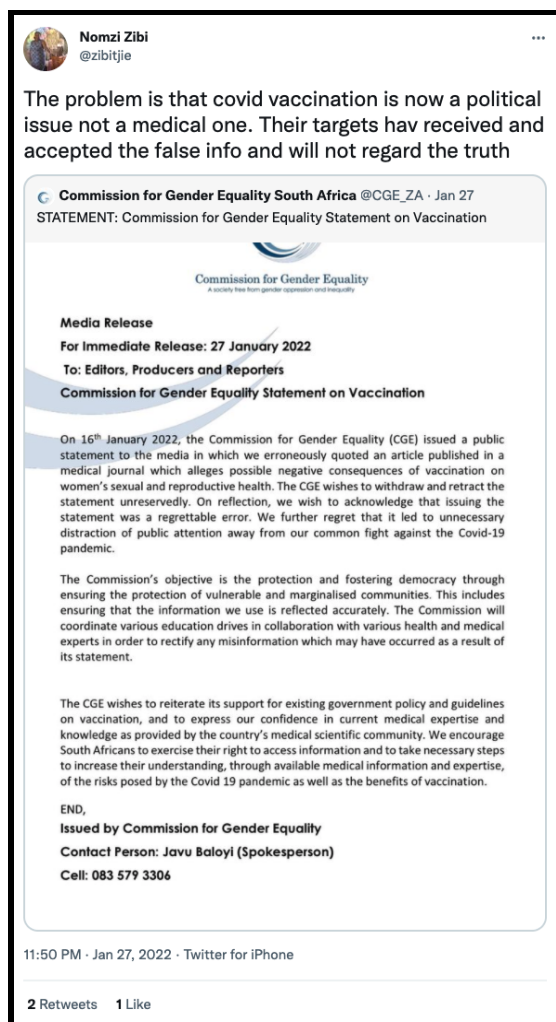 Nomzi Zibi
@zibitjie
The problem is that covid vaccination is now a political
issue not a medical one. Their targets hav received and
accepted the false info and will not regard the truth
Commission for Gender Equality South Africa @CGE_ZA · Jan 27
STATEMENT: Commission for Gender Equality Statement on Vaccination
Commission for Gender Equality
A society free from gender oppression and inequality
Media Release
For Immediate Release: 27 January 2022
To: Editors, Producers and Reporters
Commission for Gender Equality Statement on Vaccination
On 16th January 2022, the Commission for Gender Equality (CGE) issued a public
statement to the media in which we erroneously quoted an article published in a
medical journal which alleges possible negative consequences of vaccination on
women's sexual and reproductive health. The CGE wishes to withdraw and retract the
statement unreservedly. On reflection, we wish to acknowledge that issuing the
statement was a regrettable error. We further regret that it led to unnecessary
distraction of public attention away from our common fight against the Covid-19
pandemic.
The Commission's objective is the protection and fostering democracy through
ensuring the protection of vulnerable and marginalised communities. This includes
ensuring that the information we use is reflected accurately. The Commission will
coordinate various education drives in collaboration with various health and medical
experts in order to rectify any misinformation which may have occurred as a result of
its statement.
The CGE wishes to reiterate its support for existing government policy and guidelines
on vaccination, and to express our confidence in current medical expertise and
knowledge as provided by the country's medical scientific community. We encourage
South Africans to exercise their right to access information and to take necessary steps
to increase their understanding, through available medical information and expertise,
of the risks posed by the Covid 19 pandemic as well as the benefits of vaccination.
END,
Issued by Commission for Gender Equality
Contact Person: Javu Baloyi (Spokesperson)
Cell: 083 579 3306
11:50 PM · Jan 27, 2022 · Twitter for iPhone
2 Retweets 1 Like